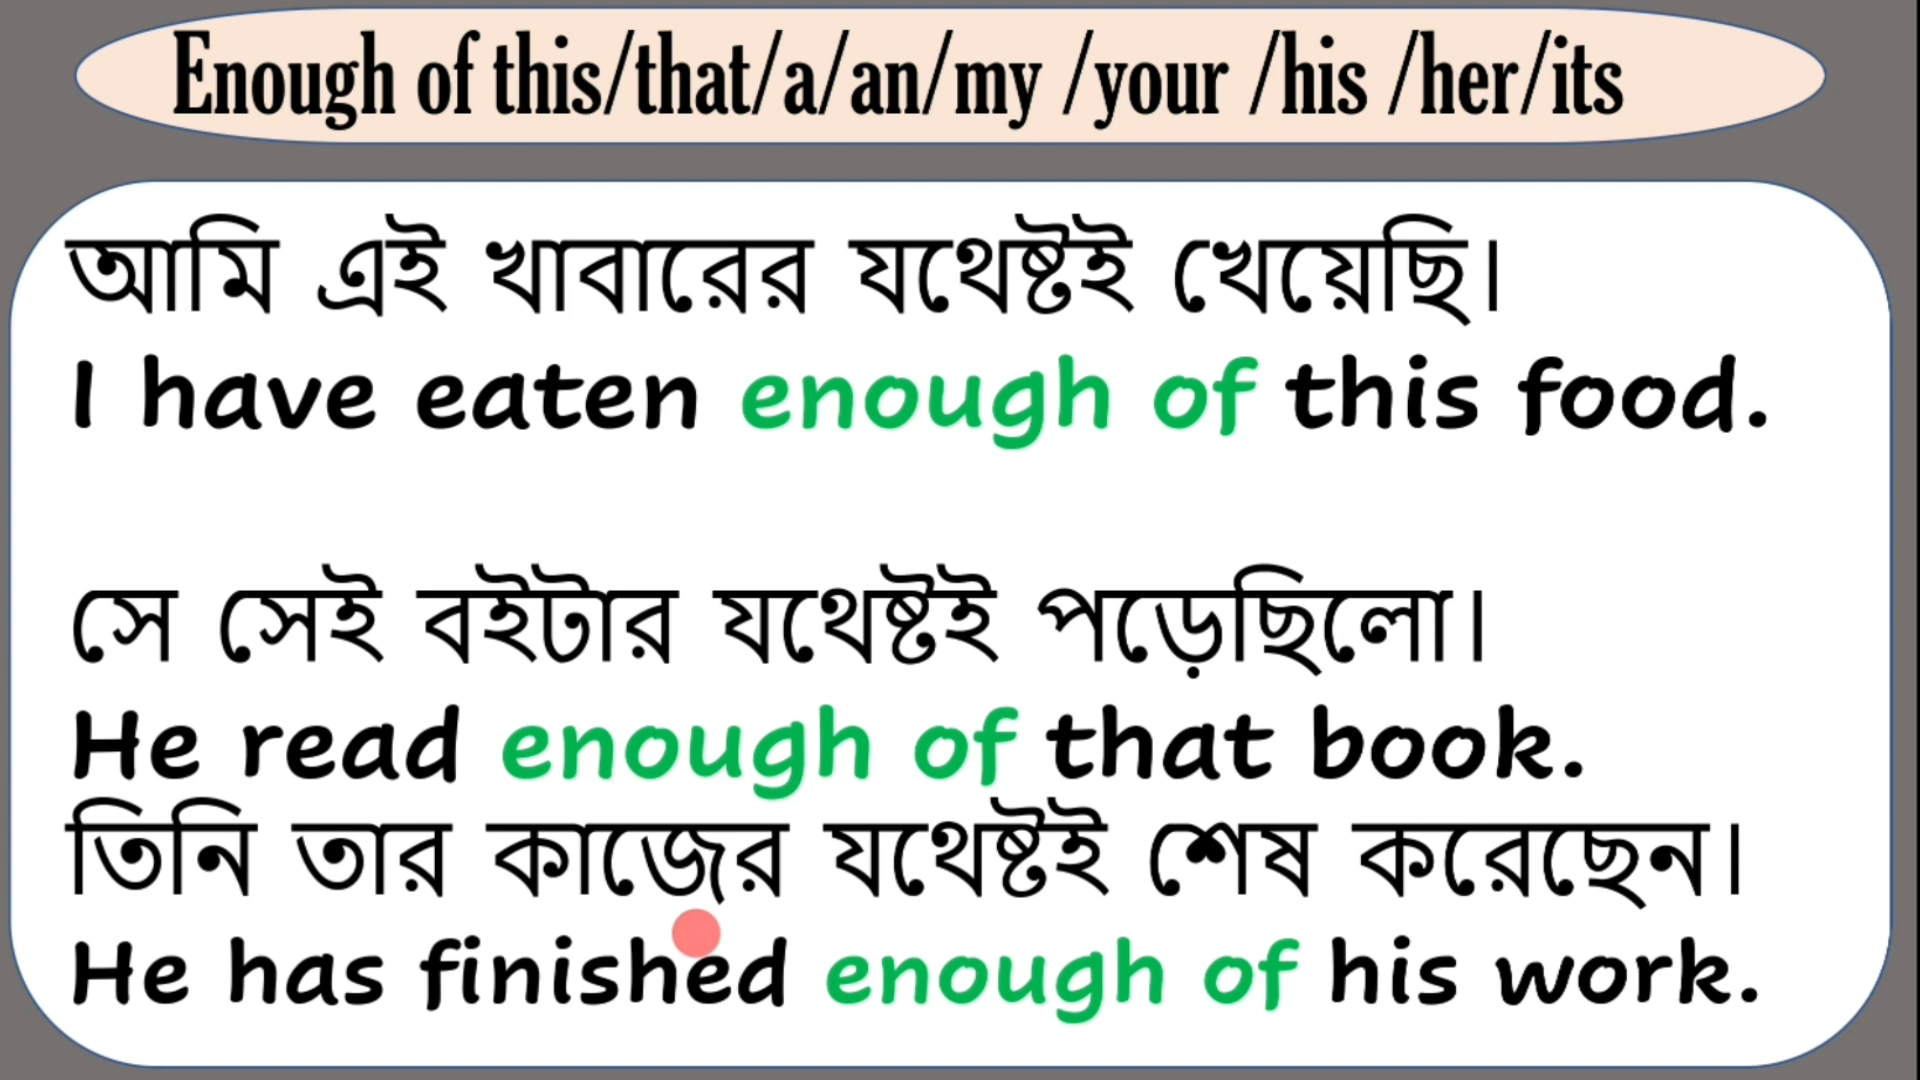 Enough of this/that/a/an/my /your /his /her/its
আমি এই খাবারের যথেষ্টই খেয়েছি।
I have eaten enough of this food.
সে সেই বইটার যথেষ্টই পড়েছিলো।
He read enough of that book.
তিনি তার কাজের যথেষ্টই শেষ করেছেন।
He has finished enough of his work.